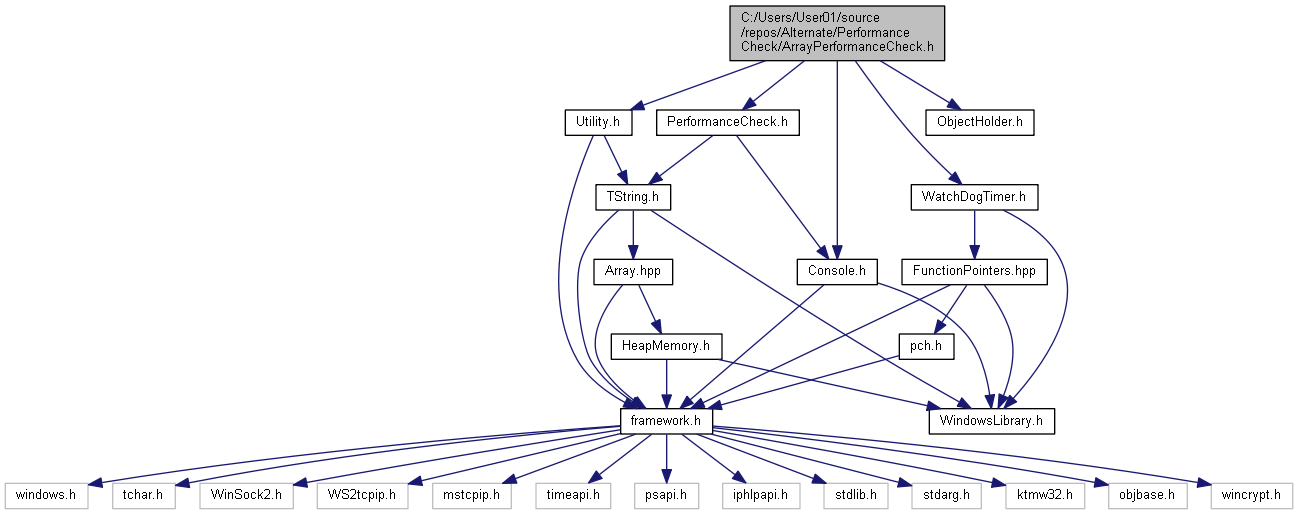 C:/Users/User01/source
/repos/Alternate/Performance
Check/ArrayPerformanceCheck.h
Utility.h
PerformanceCheck.h
ObjectHolder.h
TString.h
WatchDogTimer.h
Array.hpp
Console.h
FunctionPointers.hpp
HeapMemory.h
pch.h
framework.h
WindowsLibrary.h
windows.h
tchar.h
WinSock2.h
WS2tcpip.h
mstcpip.h
timeapi.h
psapi.h
iphlpapi.h
stdlib.h
stdarg.h
ktmw32.h
objbase.h
wincrypt.h